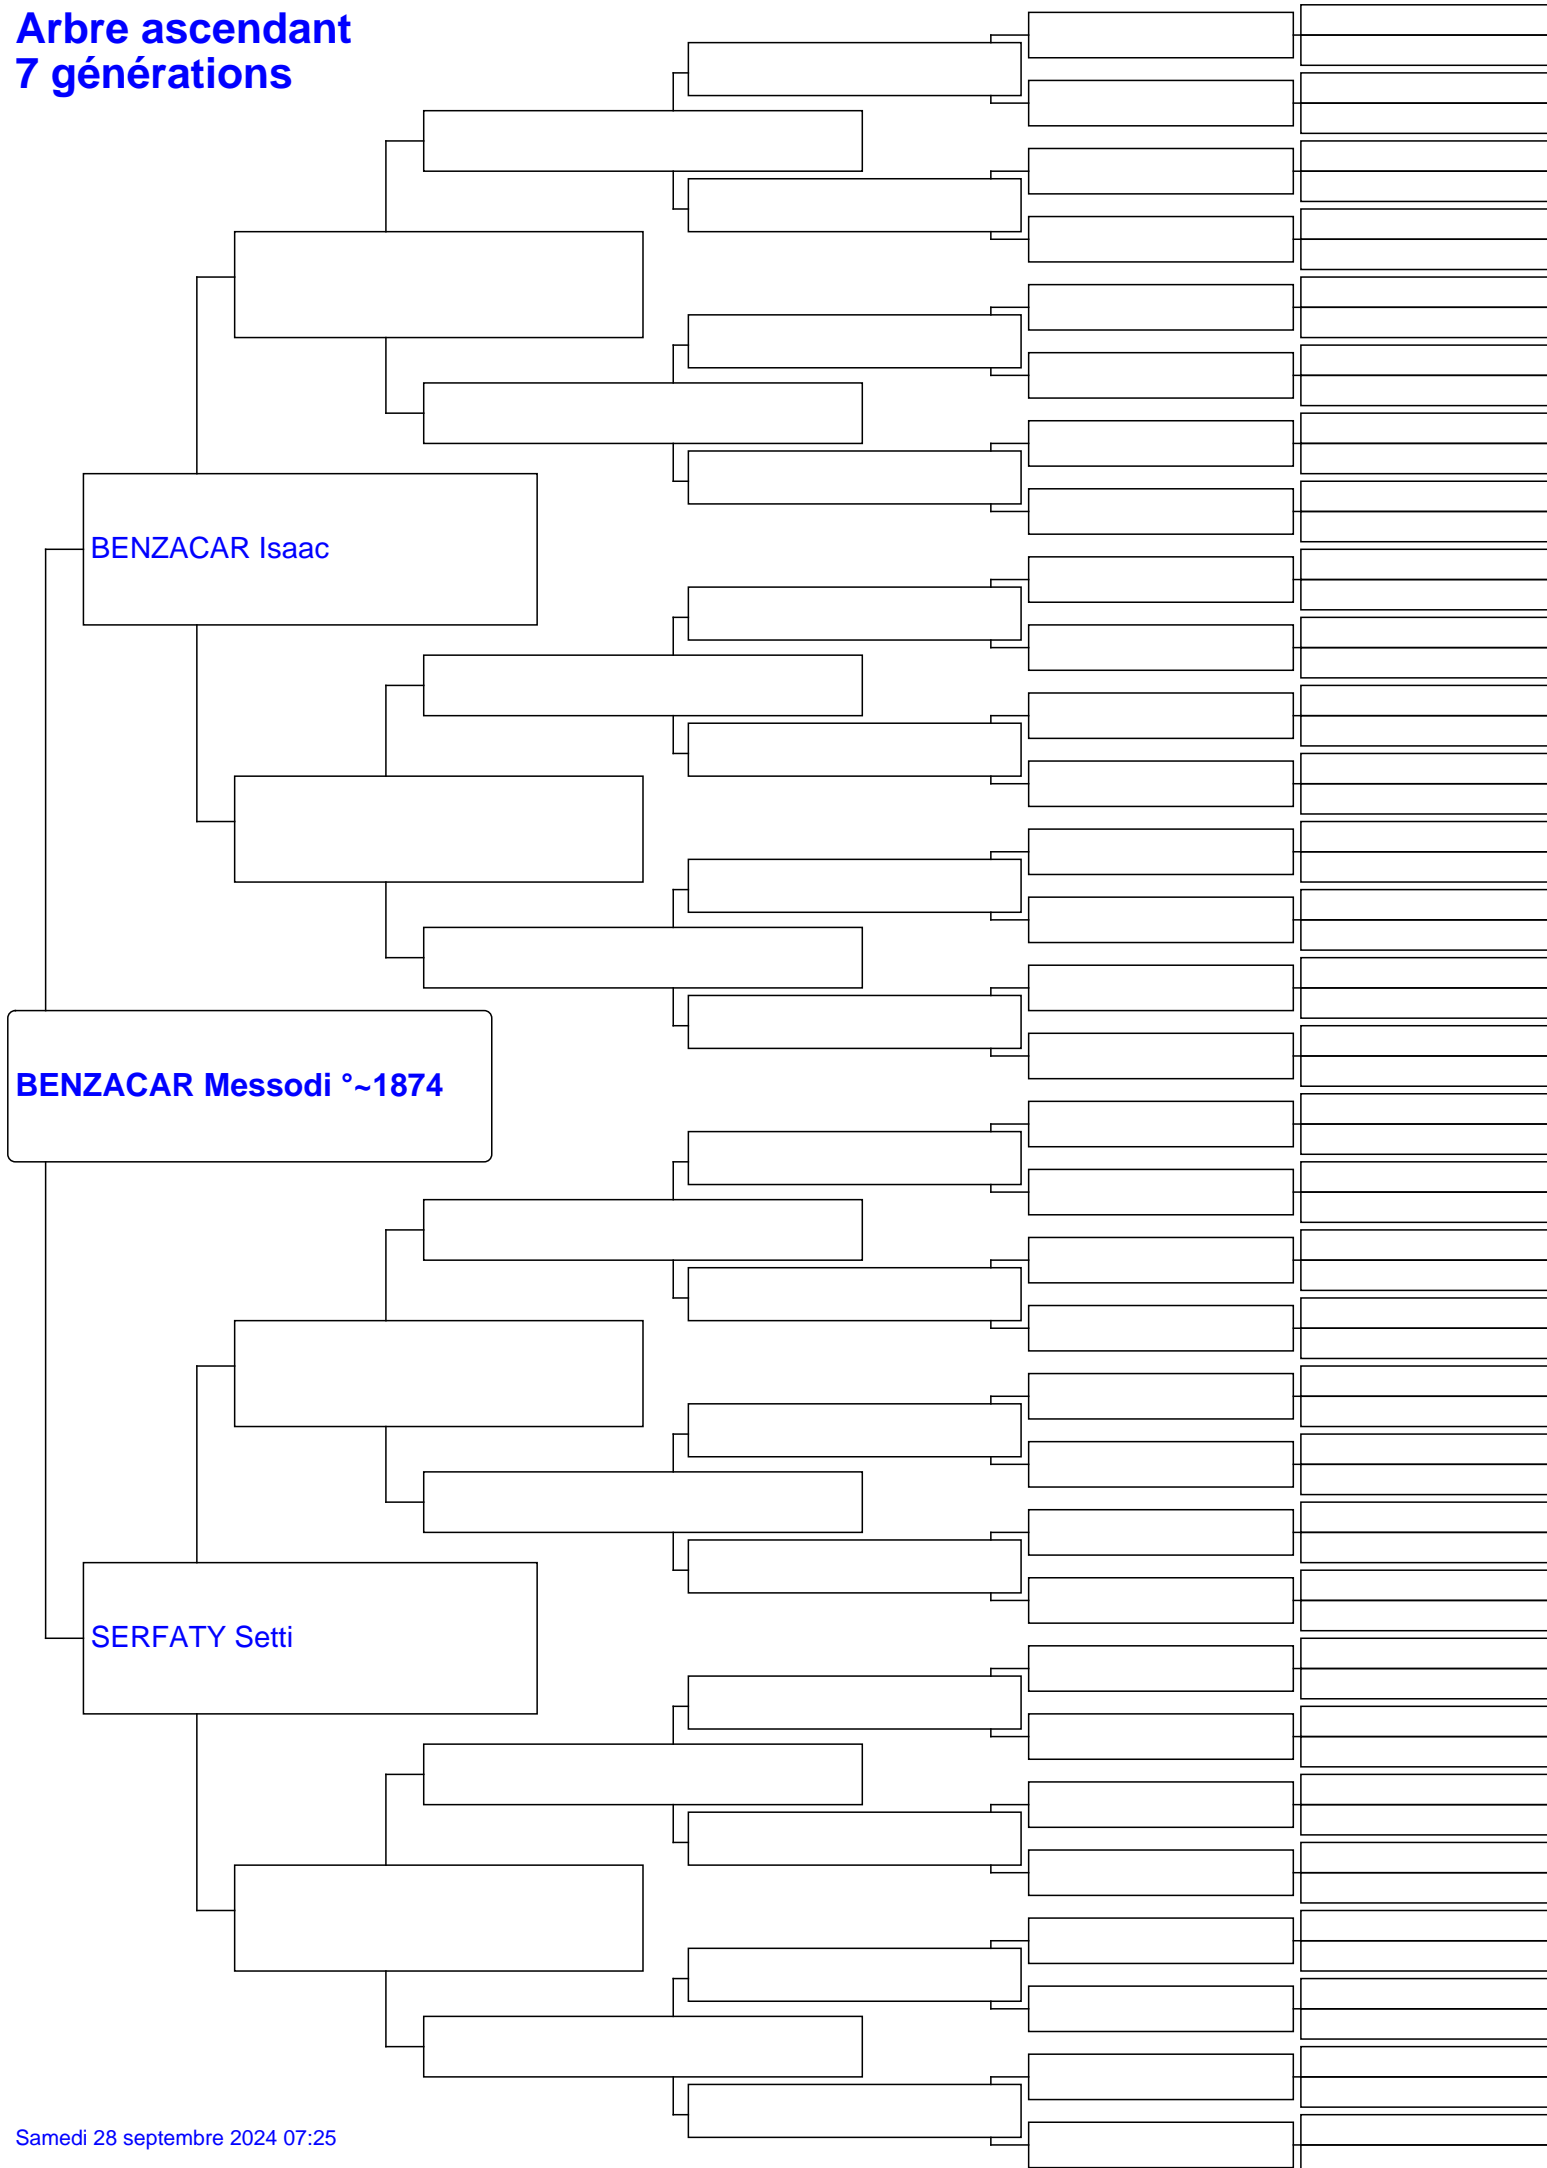 Arbre ascendant
7 générations
BENZACAR Isaac
BENZACAR Messodi °~1874
SERFATY Setti
Samedi 28 septembre 2024 07:25